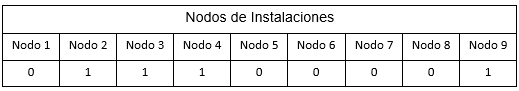 Nodos de Instalaciones
Nodo 1 Nodo 2 Nodo 3 Nodo 4 Nodo 5 Nodo 6 Nodo 7 Nodo 8 Nodo 9
0 1 1 1 0 0 0 0 1